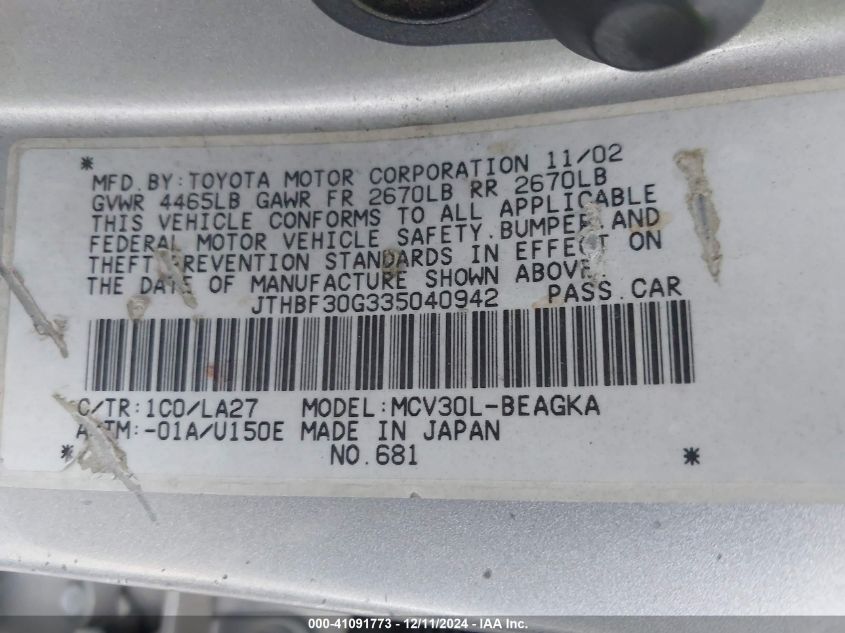 *
MFD.BY:TOYOTA MOTOR CORPORATION 11/02
GVWR 4465LB GAWR FR 2670LB RR 2670LB
THIS VEHICLE CONFORMS TO ALL APPLICABLE
FEDERAL MOTOR VEHICLE SAFETY,BUMPER,AND
THEFT PREVENTION STANDARDS IN EFFECT ON
THE DATE OF MANUFACTURE SHOWN ABOVE.
JTHBF30G335040942 PASS.CAR
C/TR:1C0/LA27 MODEL:MCV30L-BEAGKA
A/TM:-01A/U150E MADE IN JAPAN
* NO.681 *
000-41091773 - 12/11/2024 - IAA Inc.